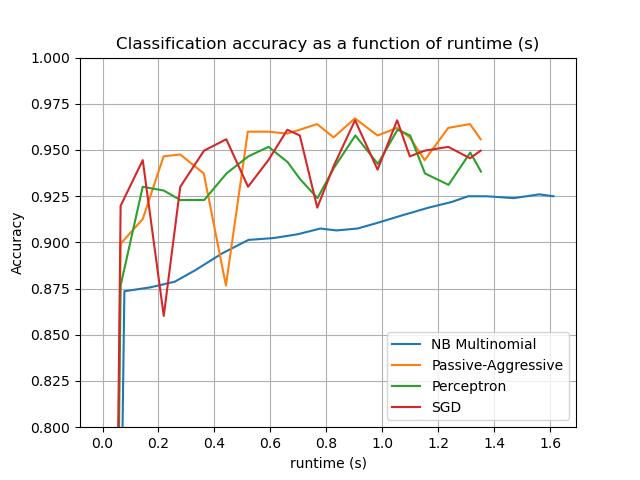 Classification accuracy as a function of runtime (s)
1.000
0.975
0.950
0.925
0.900
0.875
0.850
0.825
0.800
Accuracy
NB Multinomial
Passive-Aggressive
Perceptron
SGD
0.0 0.2 0.4 0.6 0.8 1.0 1.2 1.4 1.6
runtime (s)